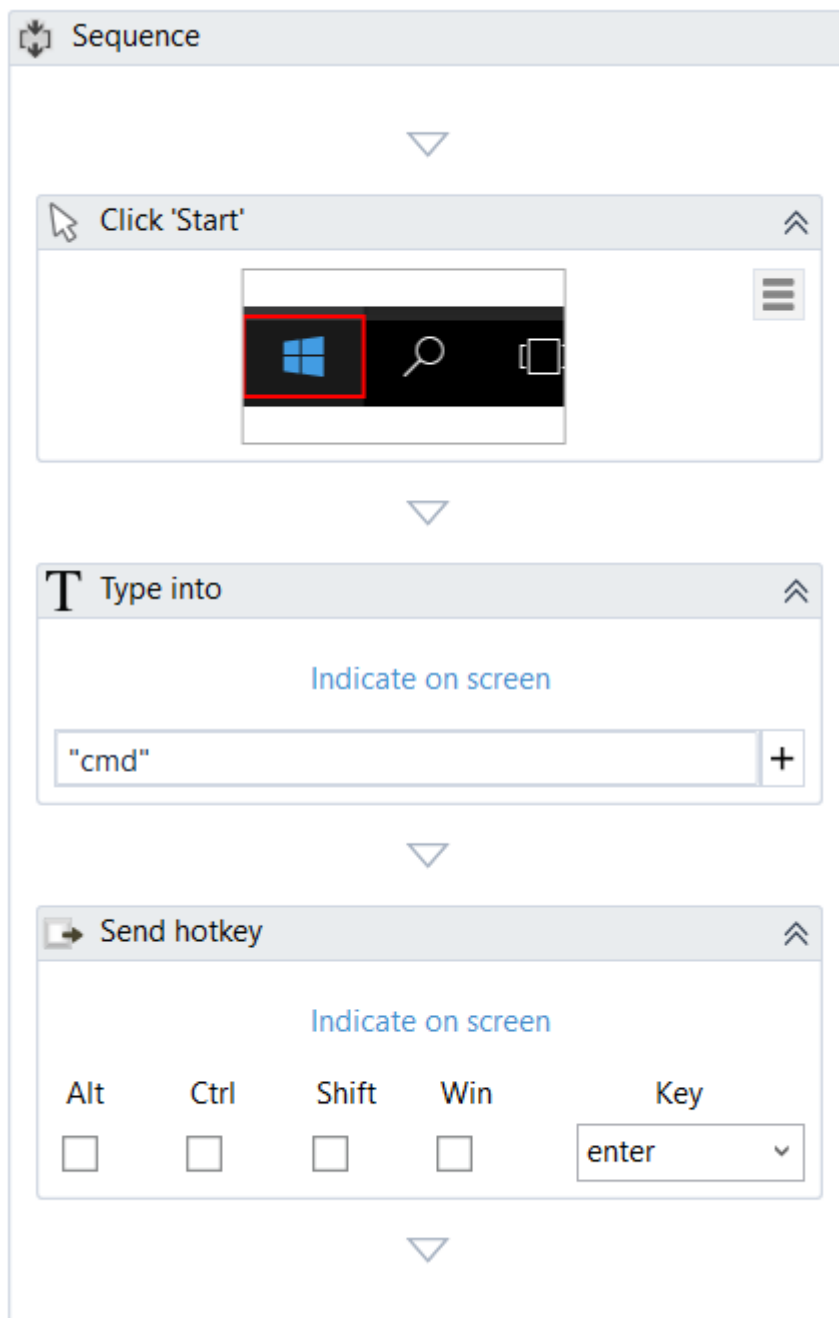 Sequence
Click 'Start'
T Type into
Indicate on screen
"cmd" +
Send hotkey
Indicate on screen
Alt Ctrl Shift Win Key
enter